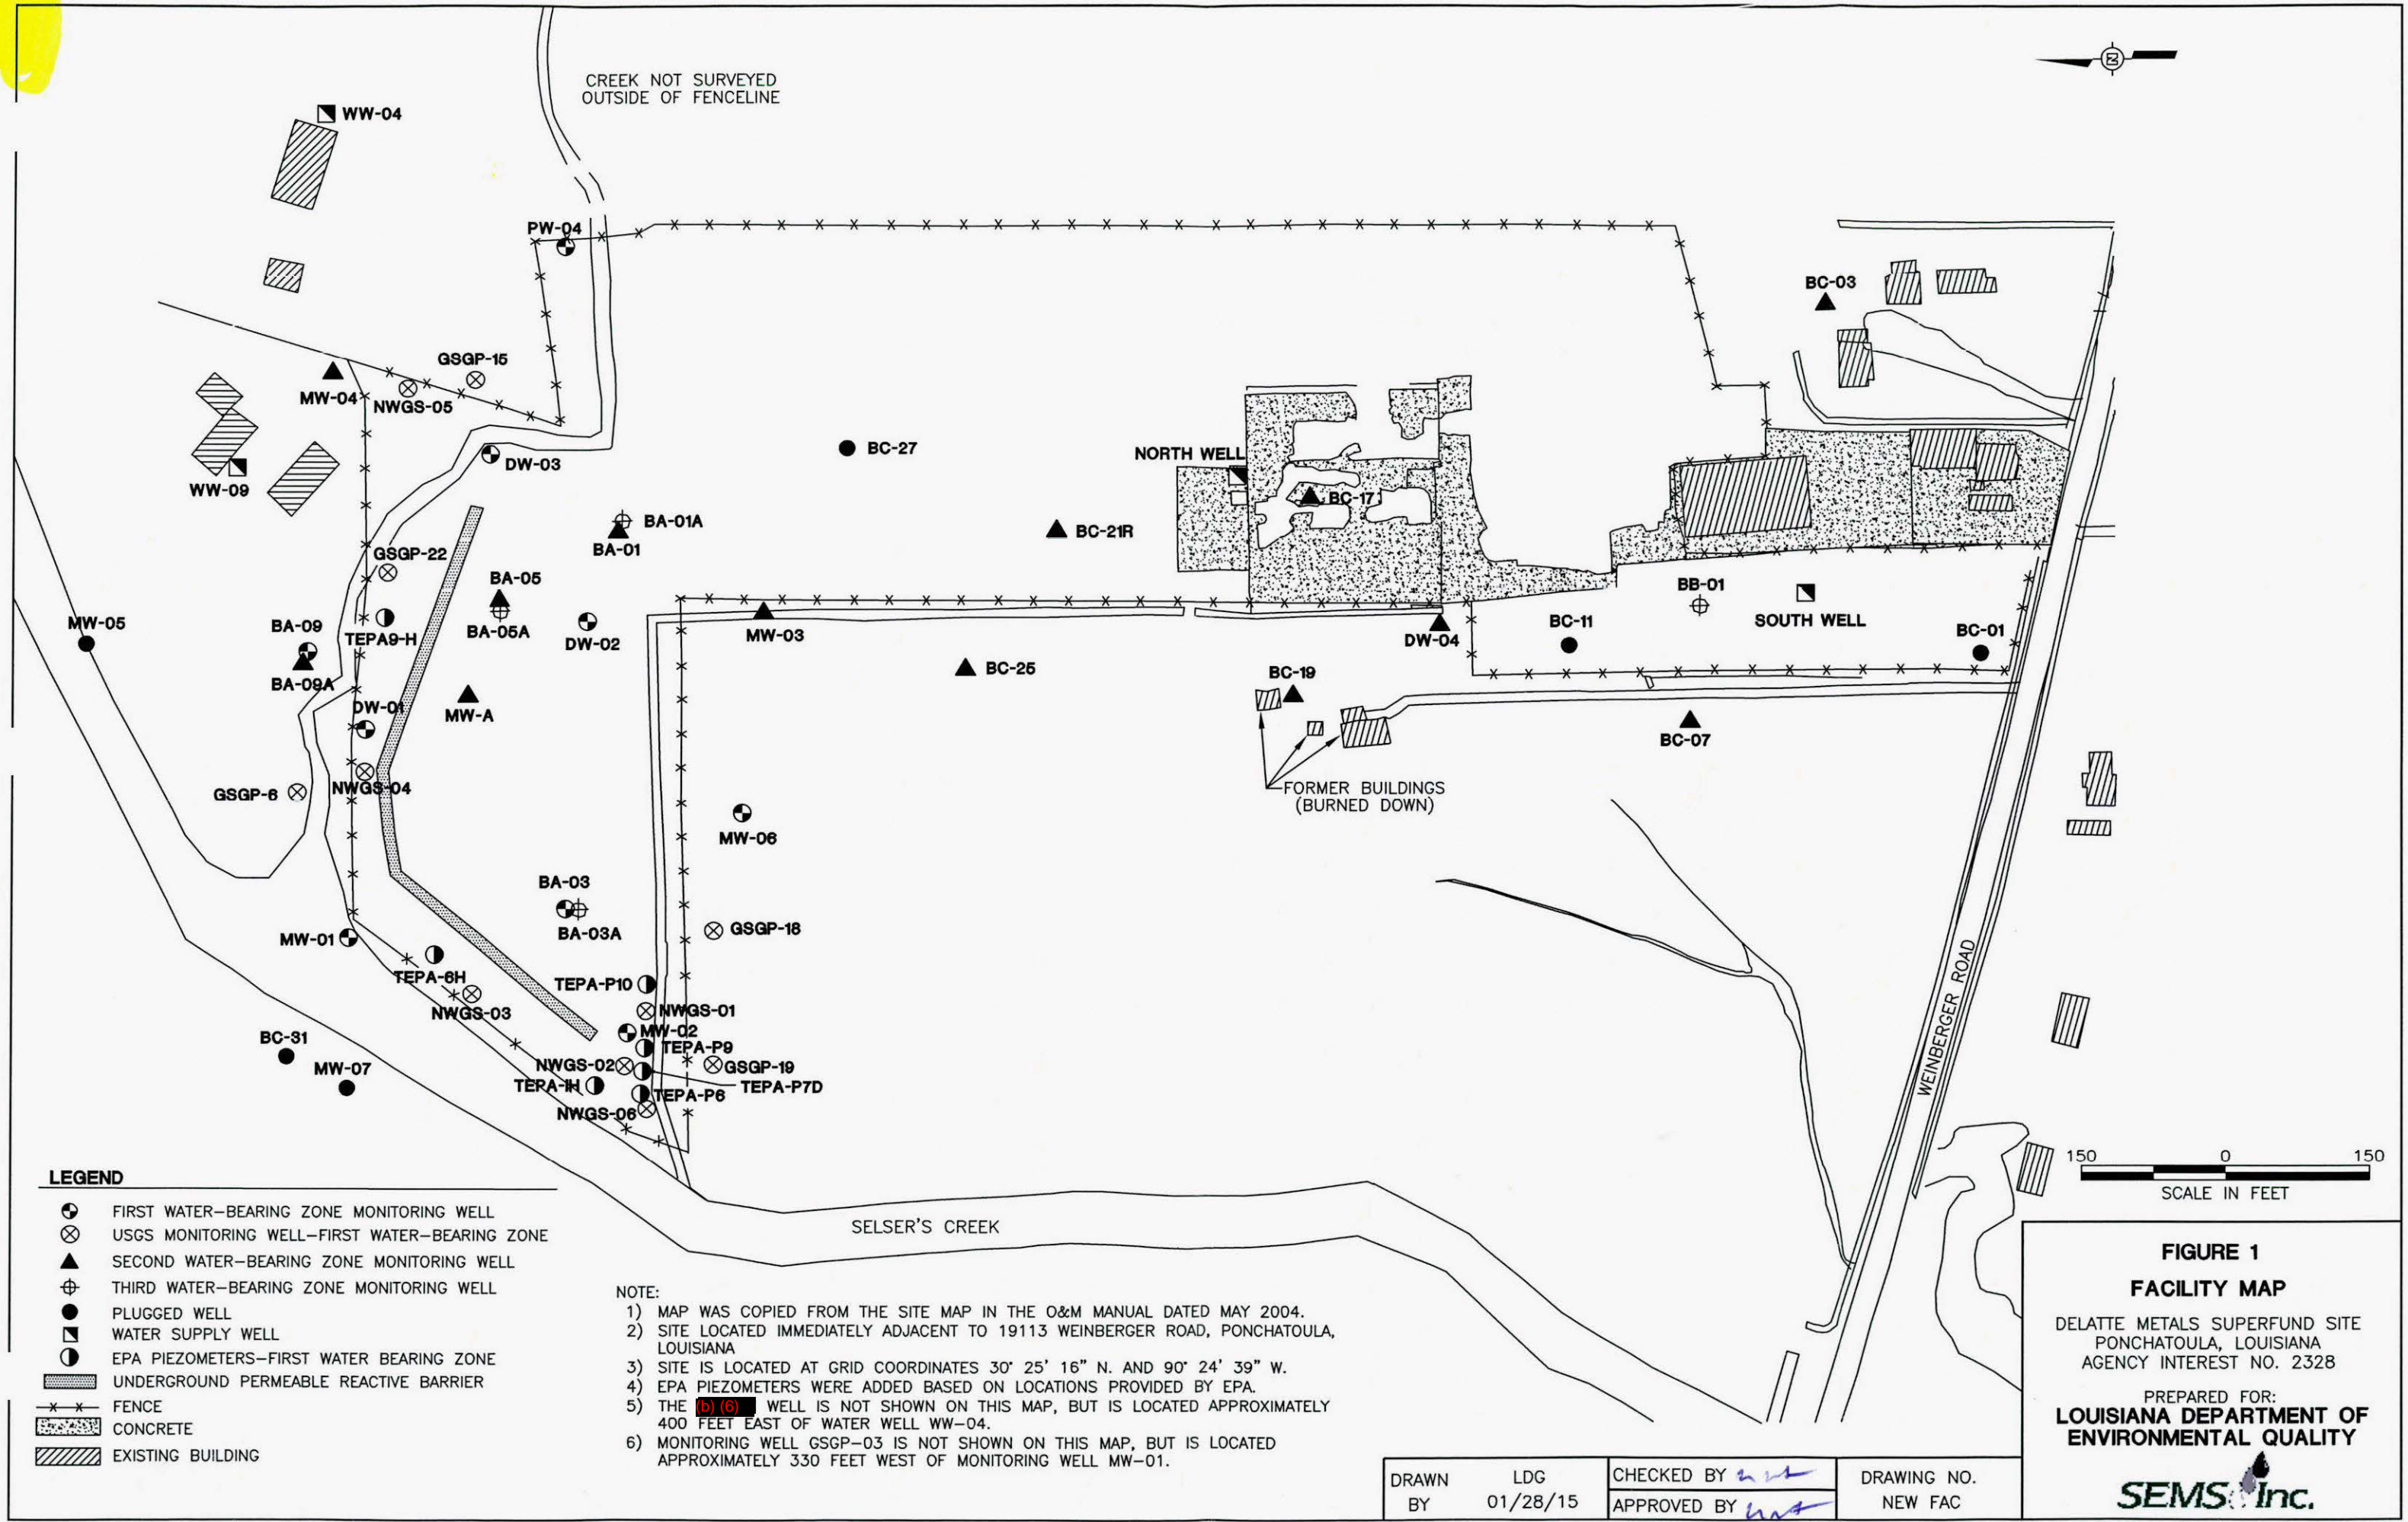 CREEK NOT SURVEYED
OUTSIDE OF FENCELINE
WW-04
PW-04
BC-03
GSGP-15
MW-04
NWGS-05
BC-27
NORTH WELL
DW-03
WW-09
BC-17
BA-01A
BC-21R
BA-01
GSGP-22
BA-05
BB-01
MW-05
BA-09
TEPA9-H
BA-05A
DW-02
MW-03
DW-04
BC-11
SOUTH WELL
BC-01
BC-25
BC-19
BA-09A
DW-01
MW-A
BC-07
NWGS-04
GSGP-6
FORMER BUILDINGS
(BURNED DOWN)
MW-06
BA-03
GSGP-18
BA-03A
MW-01
TEPA-6H
TEPA-P10
NWGS-03
NWGS-01
MW-02
TEPA-P9
BC-31
NWGS-02
GSGP-19
MW-07
TEPA-IH
TEPA-P7D
TEPA-P6
NWGS-06
WEINBERGER ROAD
SELSER'S CREEK
150 0 150
SCALE IN FEET
LEGEND
FIRST WATER-BEARING ZONE MONITORING WELL
USGS MONITORING WELL-FIRST WATER-BEARING ZONE
SECOND WATER-BEARING ZONE MONITORING WELL
THIRD WATER-BEARING ZONE MONITORING WELL
PLUGGED WELL
WATER SUPPLY WELL
EPA PIEZOMETERS-FIRST WATER BEARING ZONE
UNDERGROUND PERMEABLE REACTIVE BARRIER
FENCE
CONCRETE
EXISTING BUILDING
NOTE:
1) MAP WAS COPIED FROM THE SITE MAP IN THE O&M MANUAL DATED MAY 2004.
2) SITE LOCATED IMMEDIATELY ADJACENT TO 19113 WEINBERGER ROAD, PONCHATOULA,
LOUISIANA
3) SITE IS LOCATED AT GRID COORDINATES 30° 25' 16" N. AND 90° 24' 39" W.
4) EPA PIEZOMETERS WERE ADDED BASED ON LOCATIONS PROVIDED BY EPA.
5) THE (b) (6) WELL IS NOT SHOWN ON THIS MAP, BUT IS LOCATED APPROXIMATELY
400 FEET EAST OF WATER WELL WW-04.
6) MONITORING WELL GSGP-03 IS NOT SHOWN ON THIS MAP, BUT IS LOCATED
APPROXIMATELY 330 FEET WEST OF MONITORING WELL MW-01.
FIGURE 1
FACILITY MAP
DELATTE METALS SUPERFUND SITE
PONCHATOULA, LOUISIANA
AGENCY INTEREST NO. 2328
PREPARED FOR:
LOUISIANA DEPARTMENT OF
ENVIRONMENTAL QUALITY
SEMS Inc.
DRAWN
BY
LDG
01/28/15
CHECKED BY
APPROVED BY
DRAWING NO.
NEW FAC